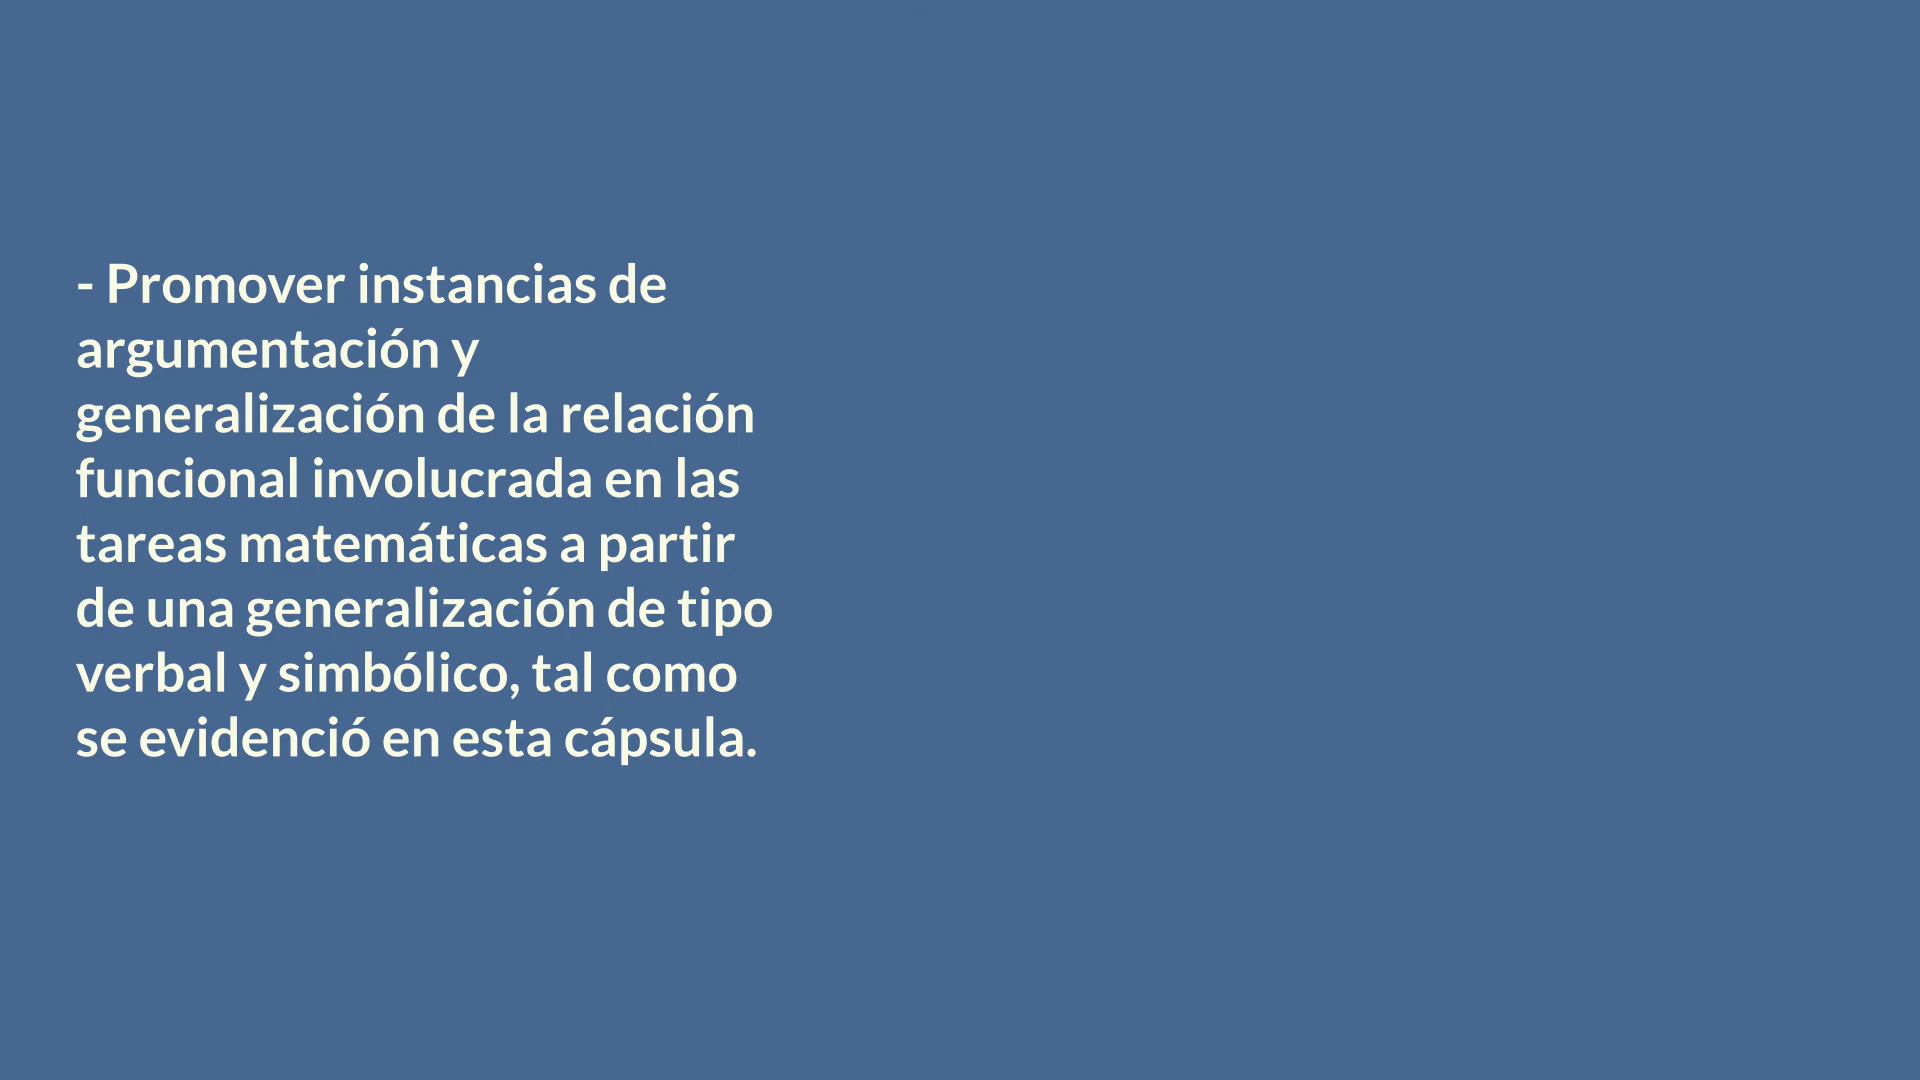 - Promover instancias de
argumentación y
generalización de la relación
funcional involucrada en las
tareas matemáticas a partir
de una generalización de tipo
verbal y simbólico, tal como
se evidenció en esta cápsula.